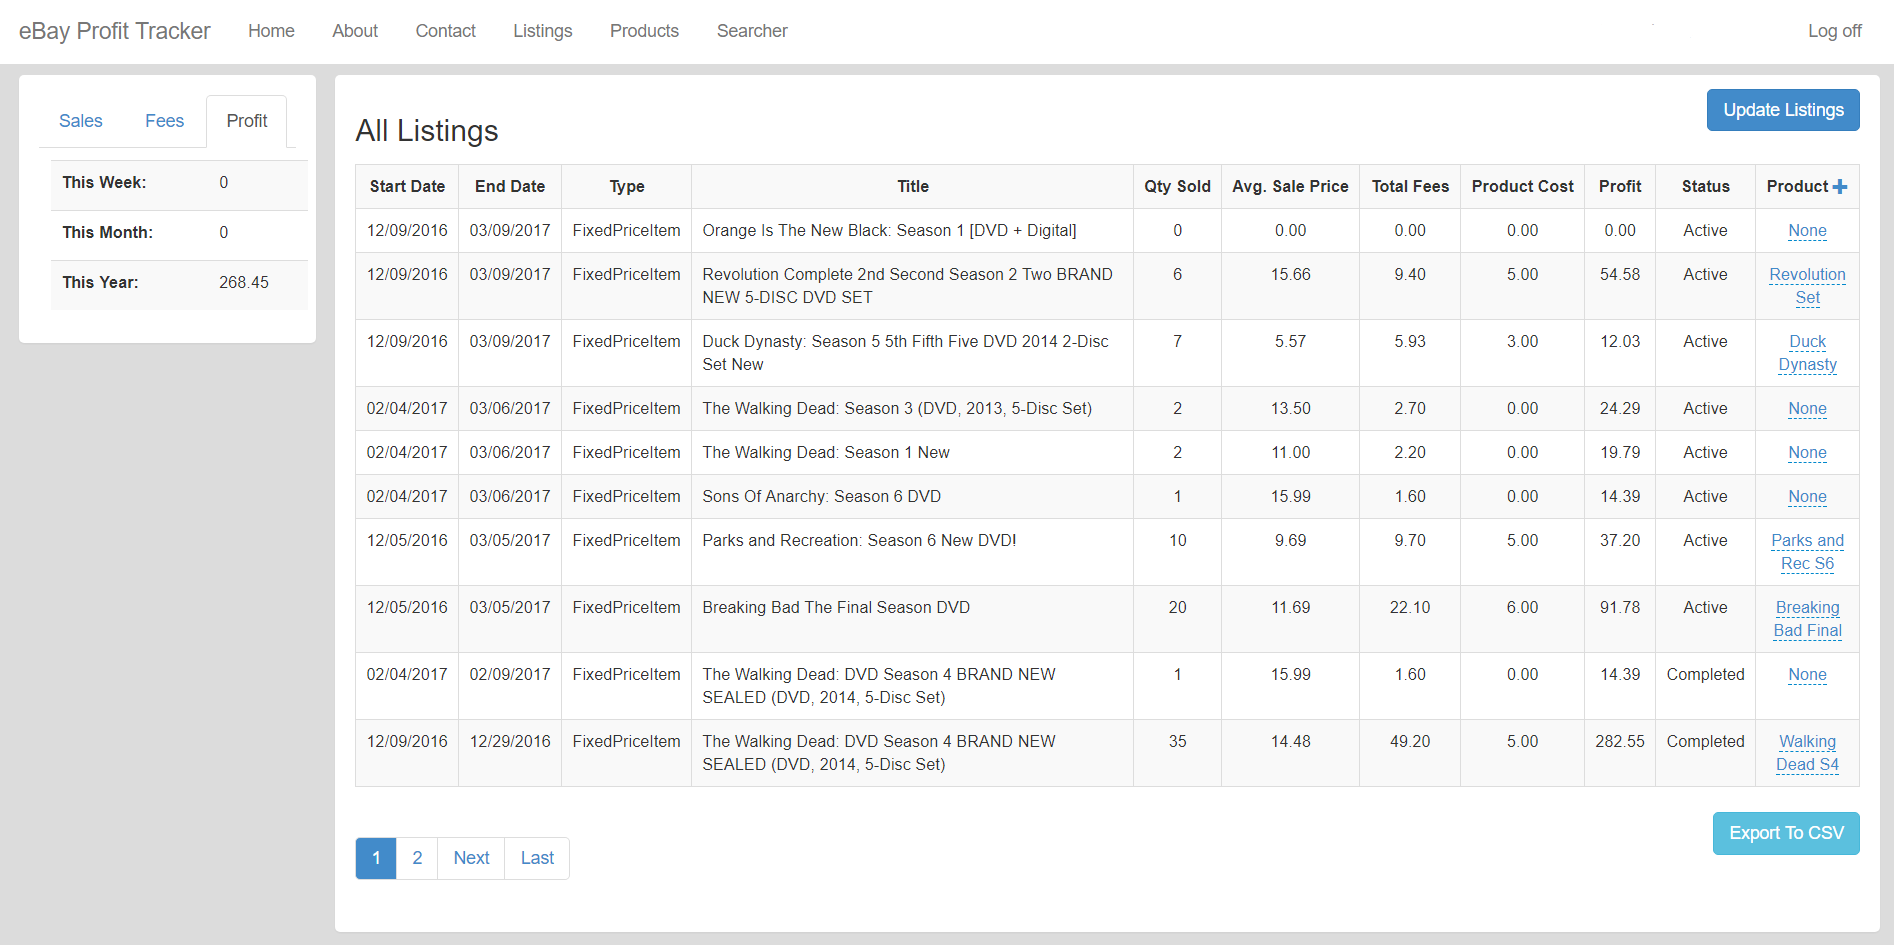 eBay Profit Tracker Home About Contact Listings Products Searcher Log off
Sales Fees Profit
This Week: 0
This Month: 0
This Year: 268.45
Update Listings
All Listings
Start Date End Date Type Title Qty Sold Avg. Sale Price Total Fees Product Cost Profit Status Product
12/09/2016 03/09/2017 FixedPriceItem Orange Is The New Black: Season 1 [DVD + Digital] 0 0.00 0.00 0.00 0.00 Active None
12/09/2016 03/09/2017 FixedPriceItem Revolution Complete 2nd Second Season 2 Two BRAND 6 15.66 9.40 5.00 54.58 Active Revolution
NEW 5-DISC DVD SET Set
12/09/2016 03/09/2017 FixedPriceItem Duck Dynasty: Season 5 5th Fifth Five DVD 2014 2-Disc 7 5.57 5.93 3.00 12.03 Active Duck
Set New Dynasty
02/04/2017 03/06/2017 FixedPriceItem The Walking Dead: Season 3 (DVD, 2013, 5-Disc Set) 2 13.50 2.70 0.00 24.29 Active None
02/04/2017 03/06/2017 FixedPriceItem The Walking Dead: Season 1 New 2 11.00 2.20 0.00 19.79 Active None
02/04/2017 03/06/2017 FixedPriceItem Sons Of Anarchy: Season 6 DVD 1 15.99 1.60 0.00 14.39 Active None
12/05/2016 03/05/2017 FixedPriceItem Parks and Recreation: Season 6 New DVD! 10 9.69 9.70 5.00 37.20 Active Parks and
Rec S6
12/05/2016 03/05/2017 FixedPriceItem Breaking Bad The Final Season DVD 20 11.69 22.10 6.00 91.78 Active Breaking
Bad Final
02/04/2017 02/09/2017 FixedPriceItem The Walking Dead: DVD Season 4 BRAND NEW 1 15.99 1.60 0.00 14.39 Completed None
SEALED (DVD, 2014, 5-Disc Set)
12/09/2016 12/29/2016 FixedPriceItem The Walking Dead: DVD Season 4 BRAND NEW 35 14.48 49.20 5.00 282.55 Completed Walking
SEALED (DVD, 2014, 5-Disc Set) Dead S4
Export To CSV
1 2 Next Last